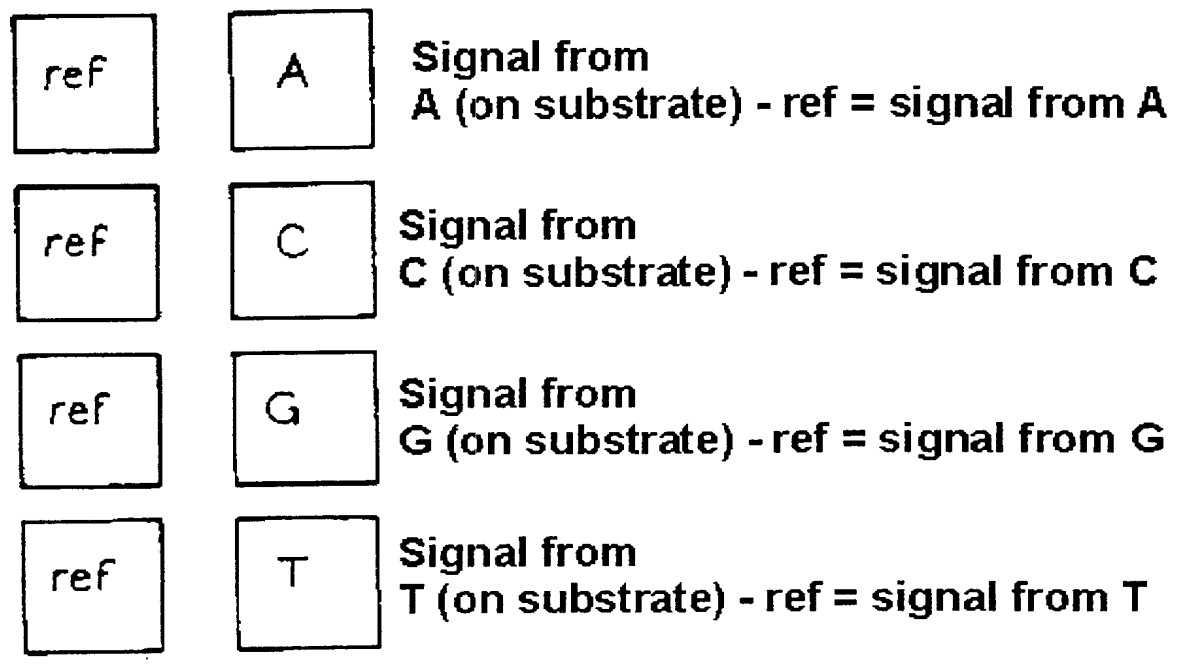 ref A Signal from
A (on substrate) - ref = signal from A
ref C Signal from
C (on substrate) - ref = signal from C
ref G Signal from
G (on substrate) - ref = signal from G
ref T Signal from
T (on substrate) - ref = signal from T